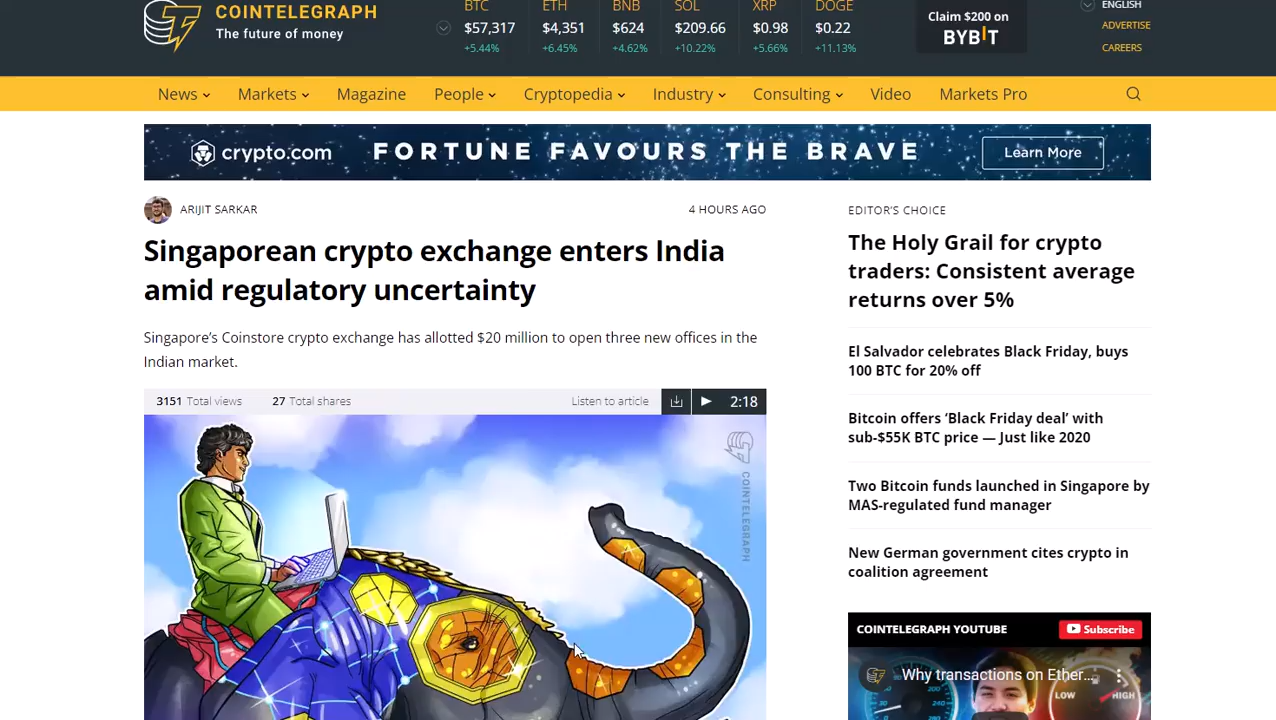 COINTELEGRAPH
The future of money
BTC
$57,317
+5.44%
ETH
$4,351
+6.45%
BNB
$624
+4.62%
SOL
$209.66
+10.22%
XRP
$0.98
+5.66%
DOGE
$0.22
+11.13%
Claim $200 on
BYBIT
ENGLISH
ADVERTISE
CAREERS
News Markets Magazine People Cryptopedia Industry Consulting Video Markets Pro
crypto.com FORTUNE FAVOURS THE BRAVE Learn More
ARIJIT SARKAR 4 HOURS AGO
Singaporean crypto exchange enters India
amid regulatory uncertainty
Singapore's Coinstore crypto exchange has allotted $20 million to open three new offices in the
Indian market.
3151 Total views 27 Total shares Listen to article 2:18
COINTELEGRAPH
EDITOR'S CHOICE
The Holy Grail for crypto
traders: Consistent average
returns over 5%
El Salvador celebrates Black Friday, buys
100 BTC for 20% off
Bitcoin offers 'Black Friday deal' with
sub-$55K BTC price — Just like 2020
Two Bitcoin funds launched in Singapore by
MAS-regulated fund manager
New German government cites crypto in
coalition agreement
COINTELEGRAPH YOUTUBE Subscribe
Why transactions on Ether...
LOW HIGH